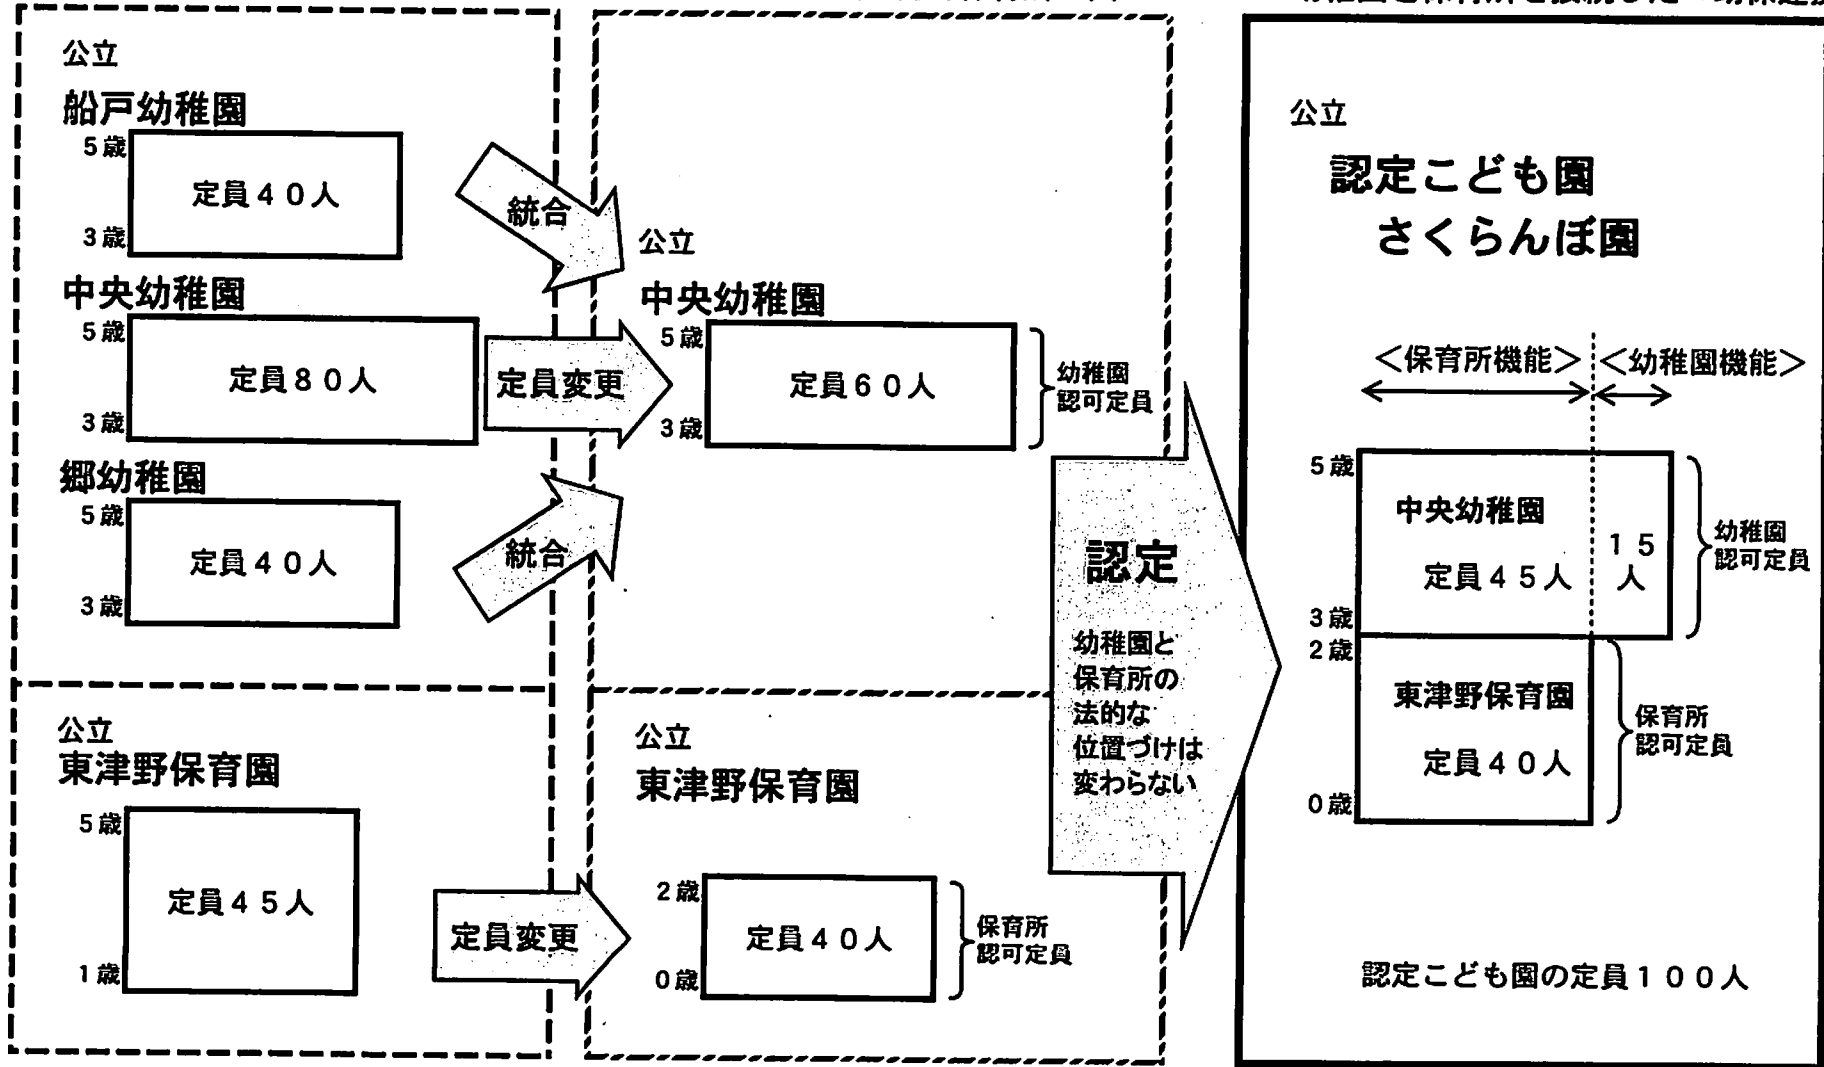 公立
船戸幼稚園
5歳
定員40人
3歳
中央幼稚園
5歳
定員80人
3歳
郷幼稚園
5歳
定員40人
3歳
公立
東津野保育園
5歳
定員45人
1歳
統合
定員変更
統合
定員変更
公立
中央幼稚園
5歳
定員60人
3歳
幼稚園
認可定員
公立
東津野保育園
2歳
定員40人
0歳
保育所
認可定員
認定
幼稚園と
保育所の
法的な
位置づけは
変わらない
公立
認定こども園
さくらんぼ園
<保育所機能>
<幼稚園機能>
5歳
中央幼稚園
定員45人
15
人
3歳
幼稚園
認可定員
2歳
東津野保育園
定員40人
0歳
保育所
認可定員
認定こども園の定員100人